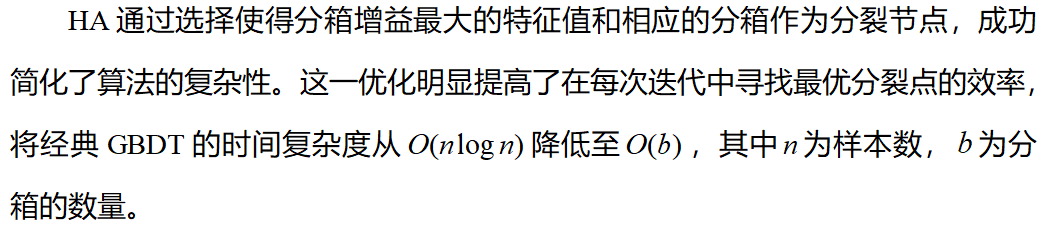 HA 通过选择使得分箱增益最大的特征值和相应的分箱作为分裂节点，成功
简化了算法的复杂性。这一优化明显提高了在每次迭代中寻找最优分裂点的效率，
将经典 GBDT 的时间复杂度从 O(n log n) 降低至 O(b) ，其中 n 为样本数， b 为分
箱的数量。